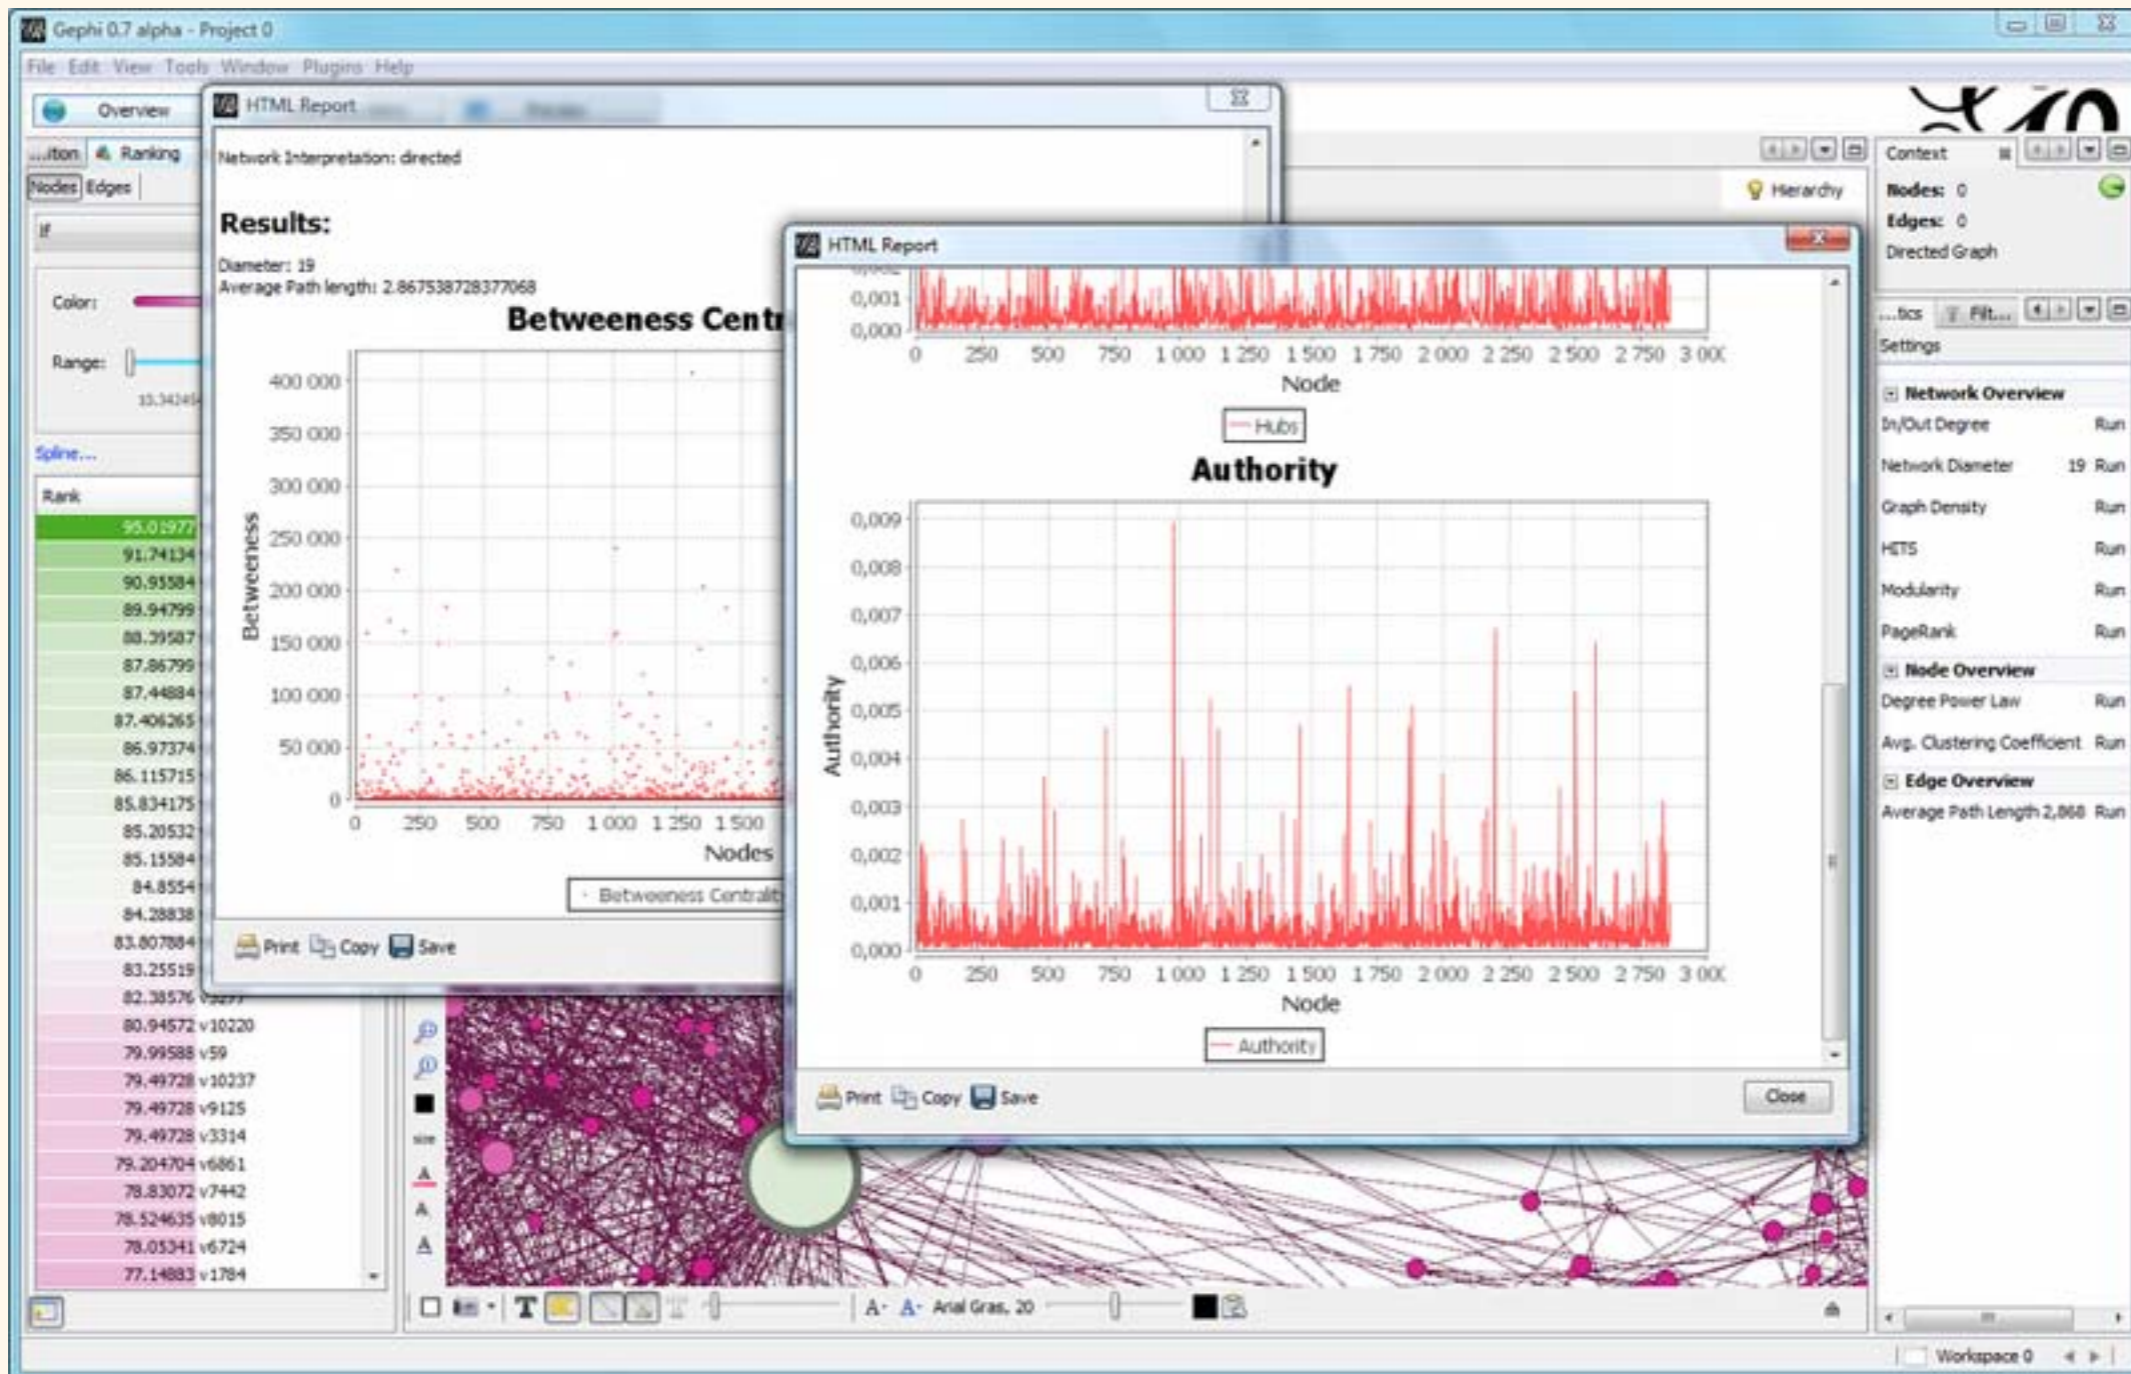 Gephi 0.7 alpha - Project 0
File Edit View Tools Window Plugins Help
Overview
...ition Ranking
Nodes Edges
Color:
Range:
Spline...
Rank
95.01977
91.74134
90.95584
89.94799
88.39587
87.86799
87.44884
87.406265
86.97374
86.115715
85.834175
85.20532
85.15584
84.8554
84.28838
83.807884
83.25519
82.38576
80.94572 v10220
79.99588 v59
79.49728 v10237
79.49728 v9125
79.49728 v3314
79.204704 v6861
78.83072 v7442
78.524635 v8015
78.05341 v6724
77.14883 v1784
HTML Report
Network Interpretation: directed
Results:
Diameter: 19
Average Path length: 2.867538728377068
Betweeness Centr
400 000
350 000
300 000
250 000
200 000
150 000
100 000
50 000
0
Betweeness
0 250 500 750 1 000 1 250 1 500
Nodes
Betweeness Centralit
Print Copy Save
HTML Report
0,001
0,000
0 250 500 750 1 000 1 250 1 500 1 750 2 000 2 250 2 500 2 750 3 00
Node
Hubs
Authority
0,009
0,008
0,007
0,006
0,005
0,004
0,003
0,002
0,001
0,000
Authority
0 250 500 750 1 000 1 250 1 500 1 750 2 000 2 250 2 500 2 750 3 00
Node
Authority
Print Copy Save
Close
size
A
A
A
T
A- A- Arial Gras, 20
Hierarchy
Context
Nodes: 0
Edges: 0
Directed Graph
...tics Filt...
Settings
Network Overview
In/Out Degree Run
Network Diameter 19 Run
Graph Density Run
HITS Run
Modularity Run
PageRank Run
Node Overview
Degree Power Law Run
Avg. Clustering Coefficient Run
Edge Overview
Average Path Length 2,868 Run
Workspace 0